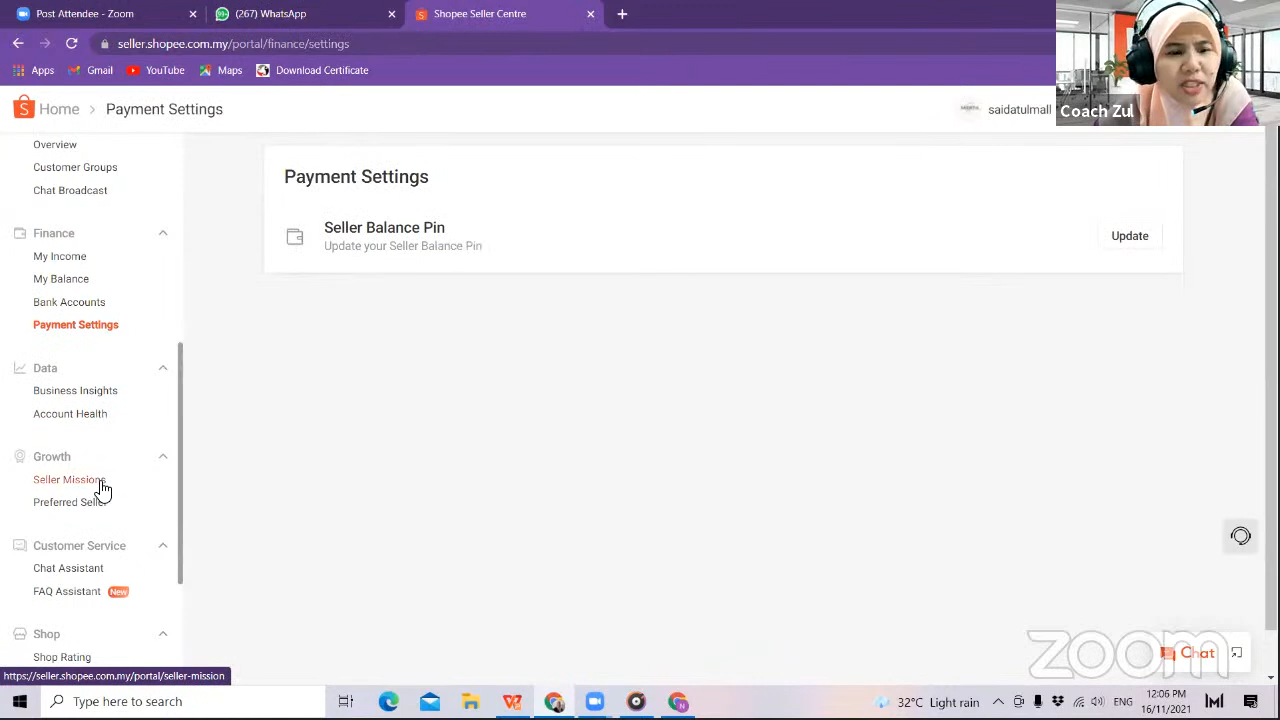 Post Attendee - Zoom
(267) WhatsApp
Shopee Seller Centre
seller.shopee.com.my/portal/finance/settings
Apps
Gmail
YouTube
Maps
Download Certificate
Coach Zul
Home > Payment Settings
saidatulmall
Overview
Customer Groups
Chat Broadcast
Finance
My Income
My Balance
Bank Accounts
Payment Settings
Data
Business Insights
Account Health
Growth
Seller Missions
Preferred Seller
Customer Service
Chat Assistant
FAQ Assistant New
Shop
Shop Rating
Payment Settings
Seller Balance Pin
Update your Seller Balance Pin
Update
zoom
Chat
https://seller.shopee.com.my/portal/seller-mission
Type here to search
32°C Light rain
ENG
12:06 PM
16/11/2021